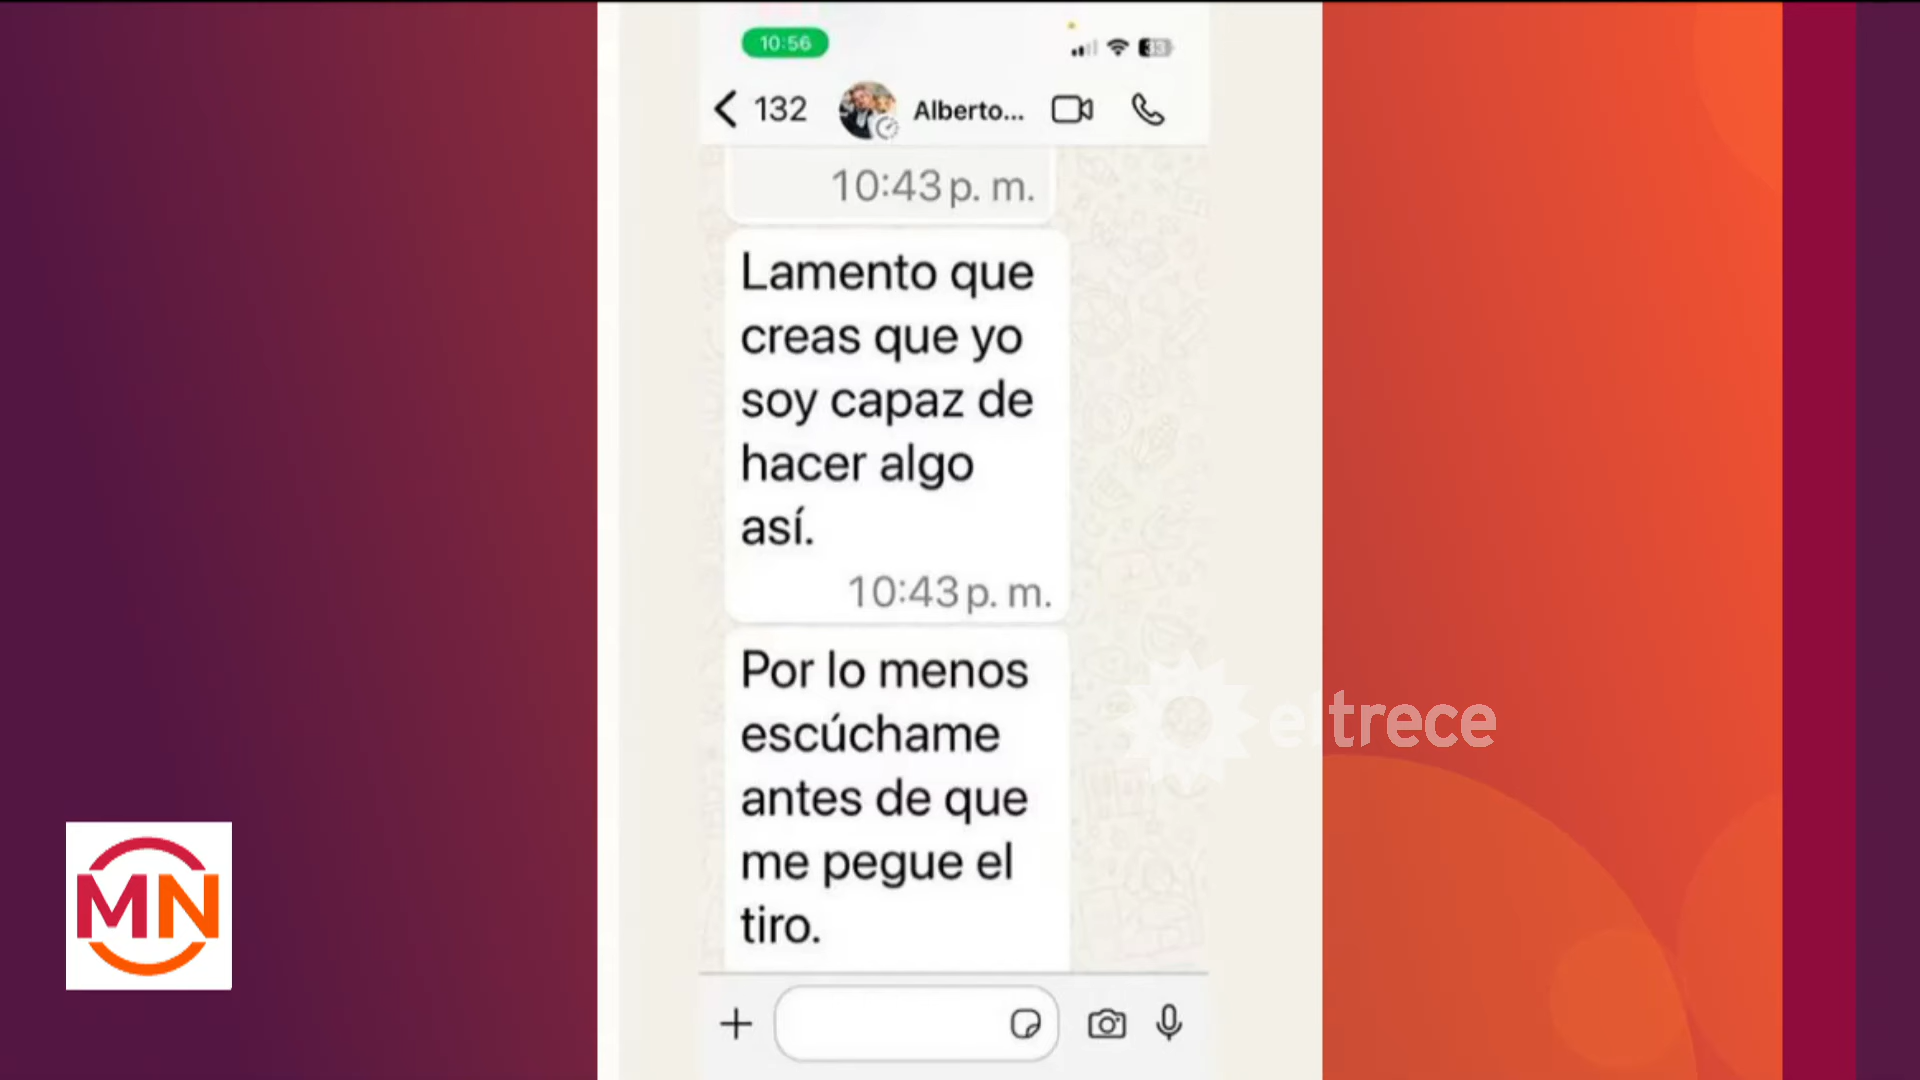 10:56
33
132 Alberto...
10:43 p. m.
Lamento que
creas que yo
soy capaz de
hacer algo
así.
10:43 p. m.
Por lo menos
escúchame
antes de que
me pegue el
tiro.
eltrece
MN